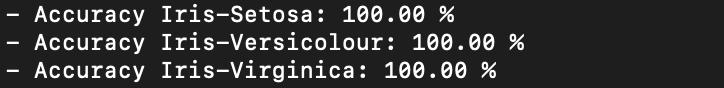 - Accuracy Iris-Setosa: 100.00 %
- Accuracy Iris-Versicolour: 100.00 %
- Accuracy Iris-Virginica: 100.00 %